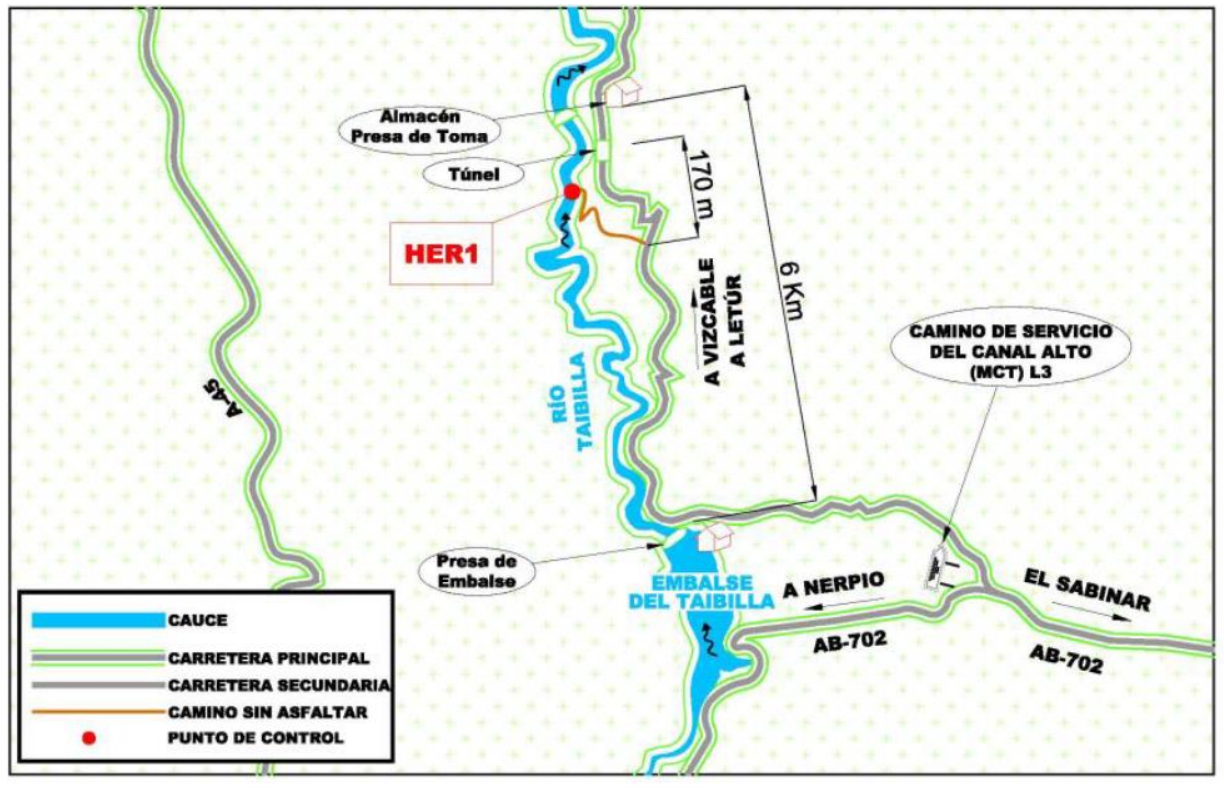 Almacén
Presa de Toma
Túnel
170 m
HER1
6 Km
A VIZCABLE
A LETÚR
CAMINO DE SERVICIO
DEL CANAL ALTO
(MCT) L3
A-45
RÍO
TAIBILLA
Presa de
Embalse
EMBALSE
DEL TAIBILLA
A NERPIO
AB-702
EL SABINAR
AB-702
CAUCE
CARRETERA PRINCIPAL
CARRETERA SECUNDARIA
CAMINO SIN ASFALTAR
PUNTO DE CONTROL